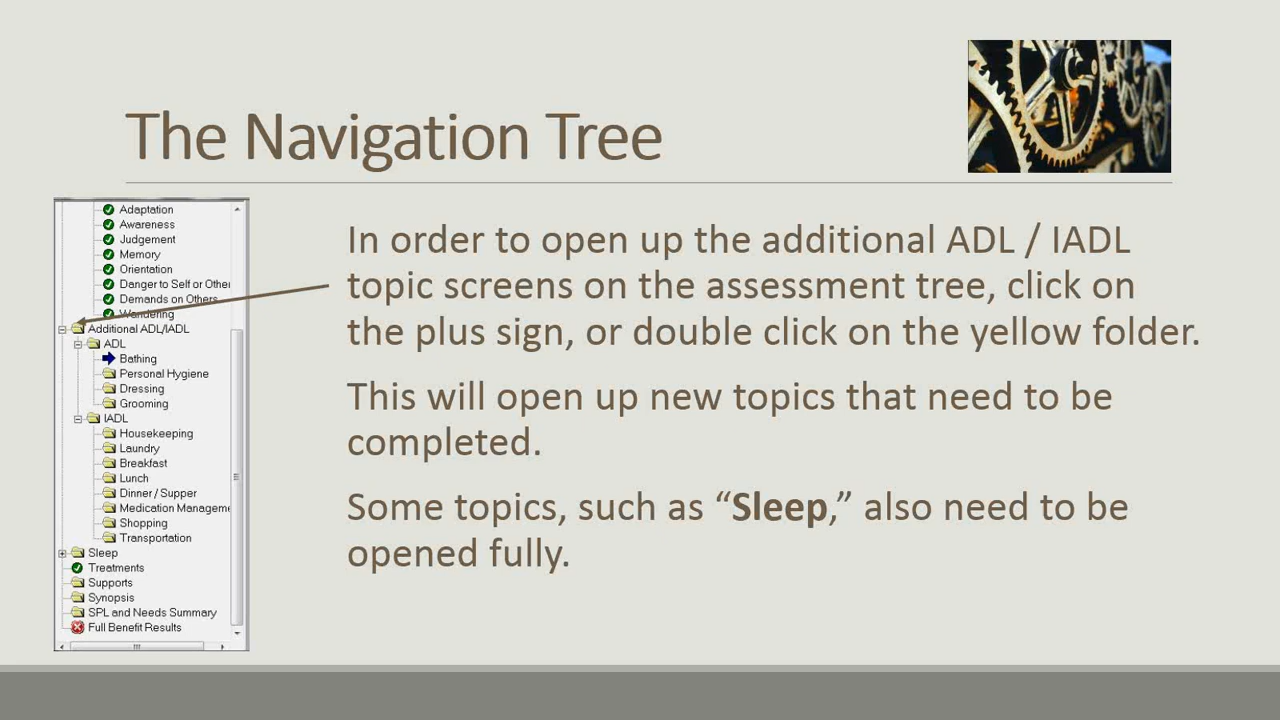 The Navigation Tree
Adaptation
Awareness
Judgement
Memory
Orientation
Danger to Self or Other
Demands on Others
Wandering
Additional ADL/IADL
ADL
Bathing
Personal Hygiene
Dressing
Grooming
IADL
Housekeeping
Laundry
Breakfast
Lunch
Dinner / Supper
Medication Manageme
Shopping
Transportation
Sleep
Treatments
Supports
Synopsis
SPL and Needs Summary
Full Benefit Results
In order to open up the additional ADL / IADL
topic screens on the assessment tree, click on
the plus sign, or double click on the yellow folder.
This will open up new topics that need to be
completed.
Some topics, such as “Sleep,” also need to be
opened fully.